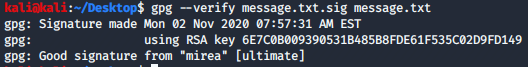 kali@kali:~/Desktop$ gpg --verify message.txt.sig message.txt
gpg: Signature made Mon 02 Nov 2020 07:57:31 AM EST
gpg:                using RSA key 6E7C0B009390531B485B8FDE61F535C02D9FD149
gpg: Good signature from "mirea" [ultimate]